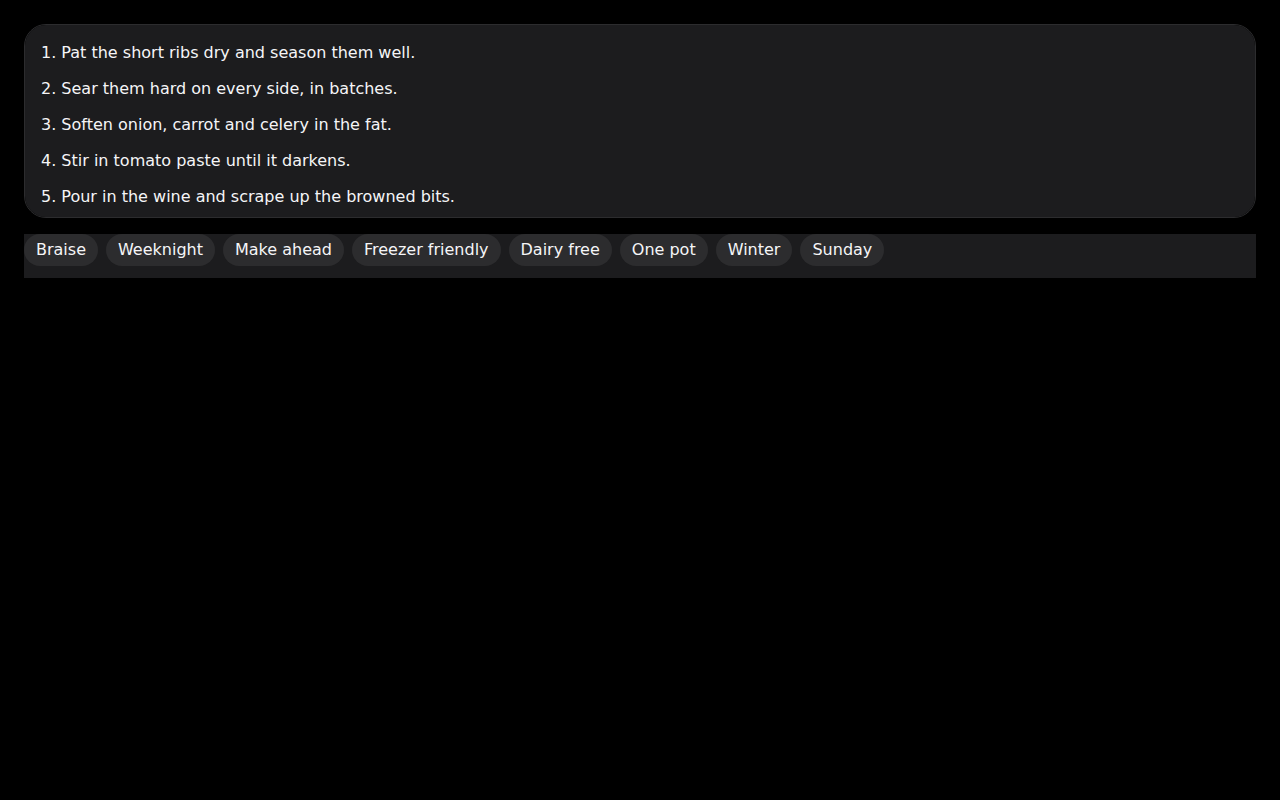 1. Pat the short ribs dry and season them well.
2. Sear them hard on every side, in batches.
3. Soften onion, carrot and celery in the fat.
4. Stir in tomato paste until it darkens.
5. Pour in the wine and scrape up the browned bits.
Braise Weeknight Make ahead Freezer friendly Dairy free One pot Winter Sunday